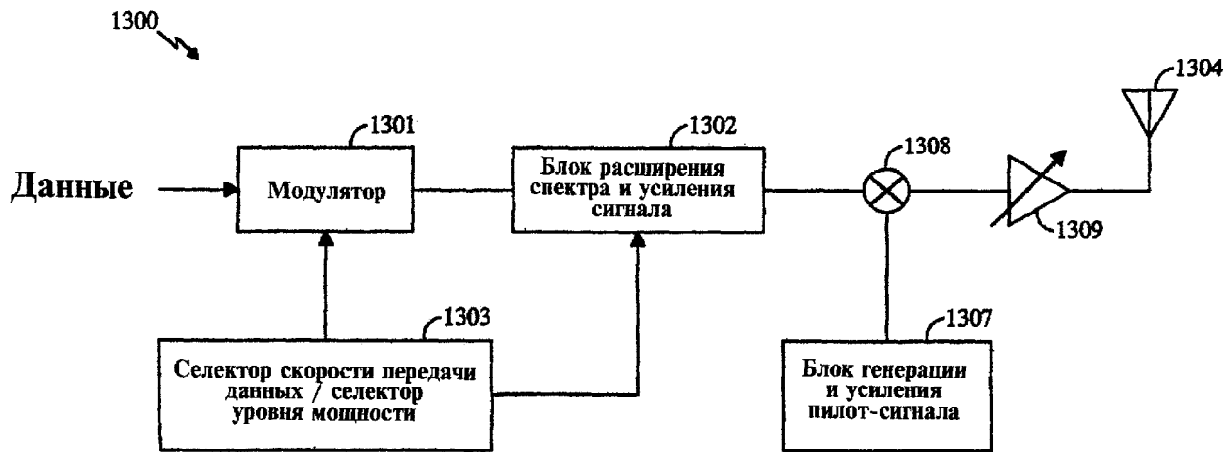 1300
1304
1301
1302
1308
Данные
Модулятор
Блок расширения
спектра и усиления
сигнала
1309
1303
1307
Селектор скорости передачи
данных / селектор
уровня мощности
Блок генерации
и усиления
пилот-сигнала